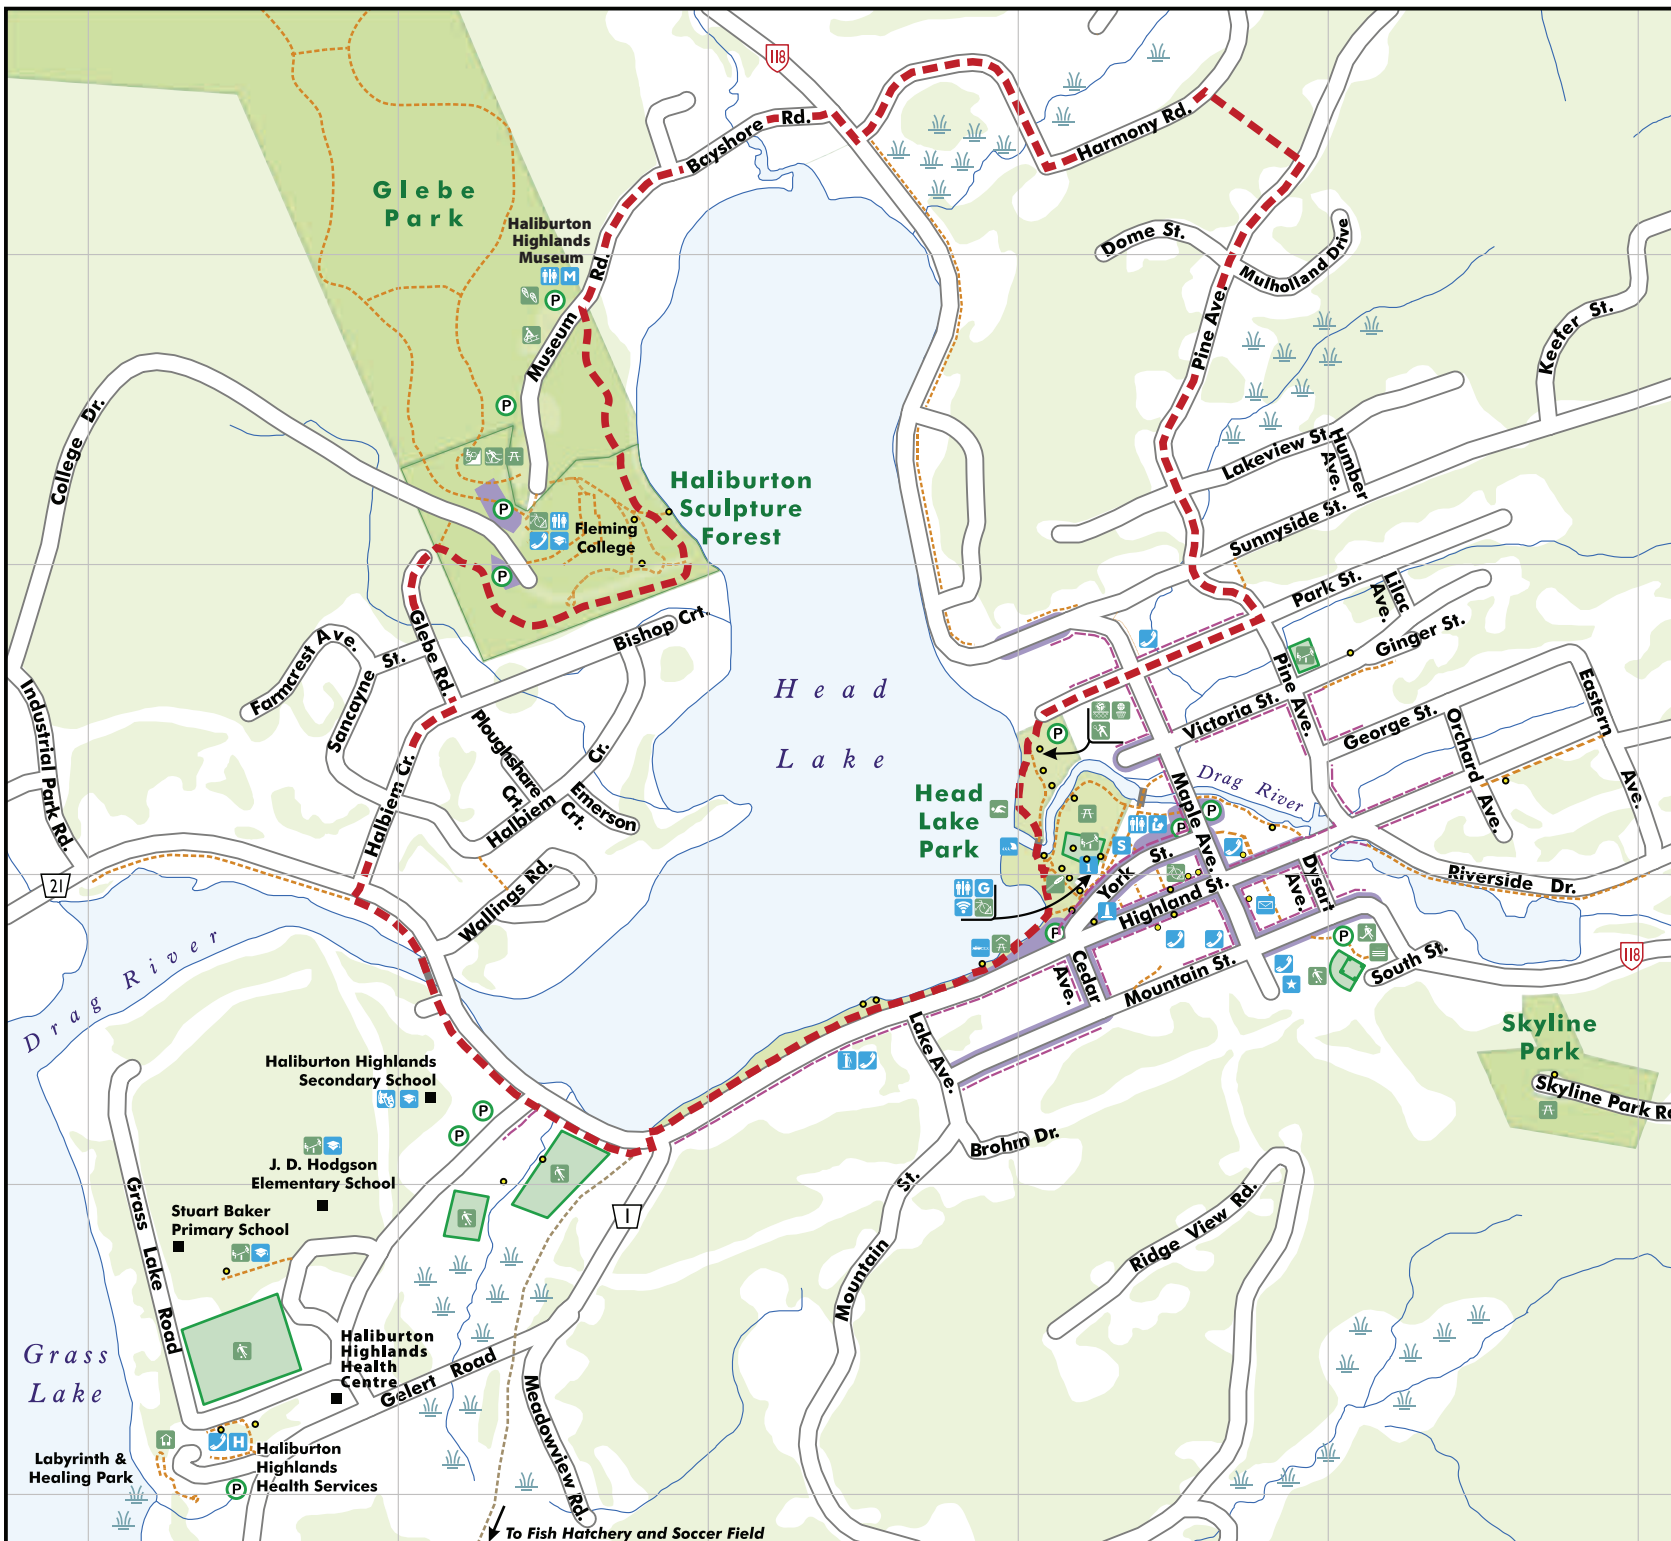 118
Bayshore Rd.
Harmony Rd.
Glebe
Park
Haliburton
Highlands
Museum
M
P
Museum Rd.
Dome St.
Mulholland Drive
Pine Ave.
Keefer St.
College Dr.
P
Lakeview St.
Humber
Ave.
Sunnyside St.
Haliburton
Sculpture
Forest
P
Fleming
College
P
Park St.
Lilac
Ave.
Ginger St.
Bishop Crt.
Glebe Rd.
Farmcrest Ave.
Sancayne St.
Industrial Park Rd.
Head
Lake
Pine Ave.
Victoria St.
George St.
Orchard Ave.
Eastern Ave.
Ploughshare
Crt.
Halbiem Cr.
Halbiem Cr.
Emerson
Crt.
P
Drag River
Maple Ave.
P
P
Head
Lake
Park
S
York St.
G
Highland St.
Dysart
Ave.
Riverside Dr.
21
Wallings Rd.
P
P
Cedar
Ave.
Mountain St.
South St.
118
Drag River
Lake Ave.
Skyline
Park
Skyline Park Rd
Haliburton Highlands
Secondary School
P
P
J. D. Hodgson
Elementary School
Brohm Dr.
Stuart Baker
Primary School
Grass Lake Road
1
Mountain St.
Ridge View Rd.
Grass
Lake
Haliburton
Highlands
Health
Centre
Gelert Road
Meadowview Rd.
Labyrinth &
Healing Park
H
Haliburton
Highlands
Health Services
P
To Fish Hatchery and Soccer Field